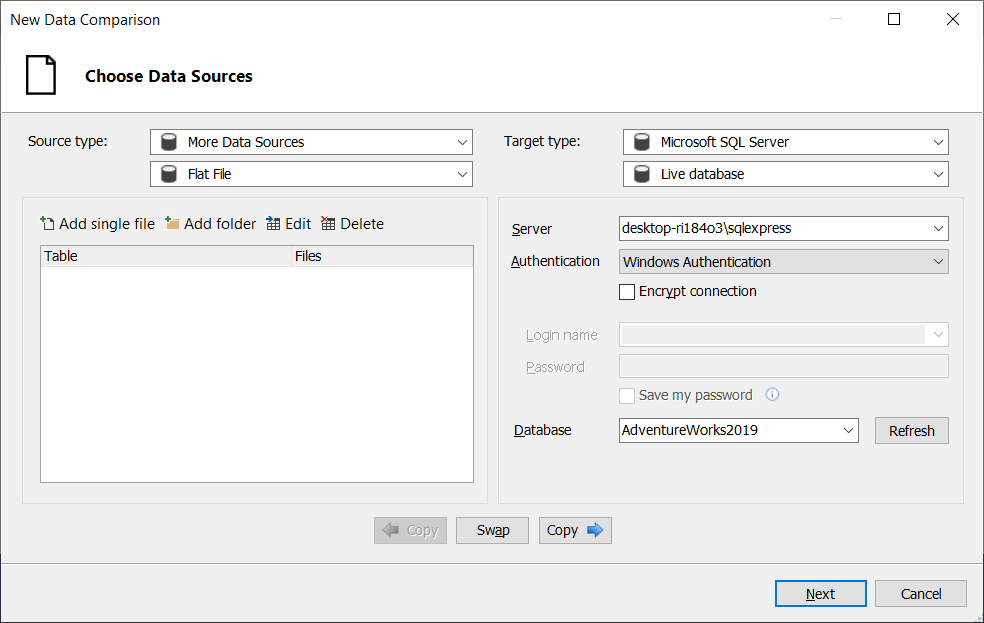 New Data Comparison
Choose Data Sources
Source type:
More Data Sources
Flat File
Target type:
Microsoft SQL Server
Live database
Add single file Add folder Edit Delete
Table Files
Server desktop-ri184o3\sqlexpress
Authentication Windows Authentication
Encrypt connection
Login name
Password
Save my password
Database AdventureWorks2019 Refresh
Copy Swap Copy
Next Cancel